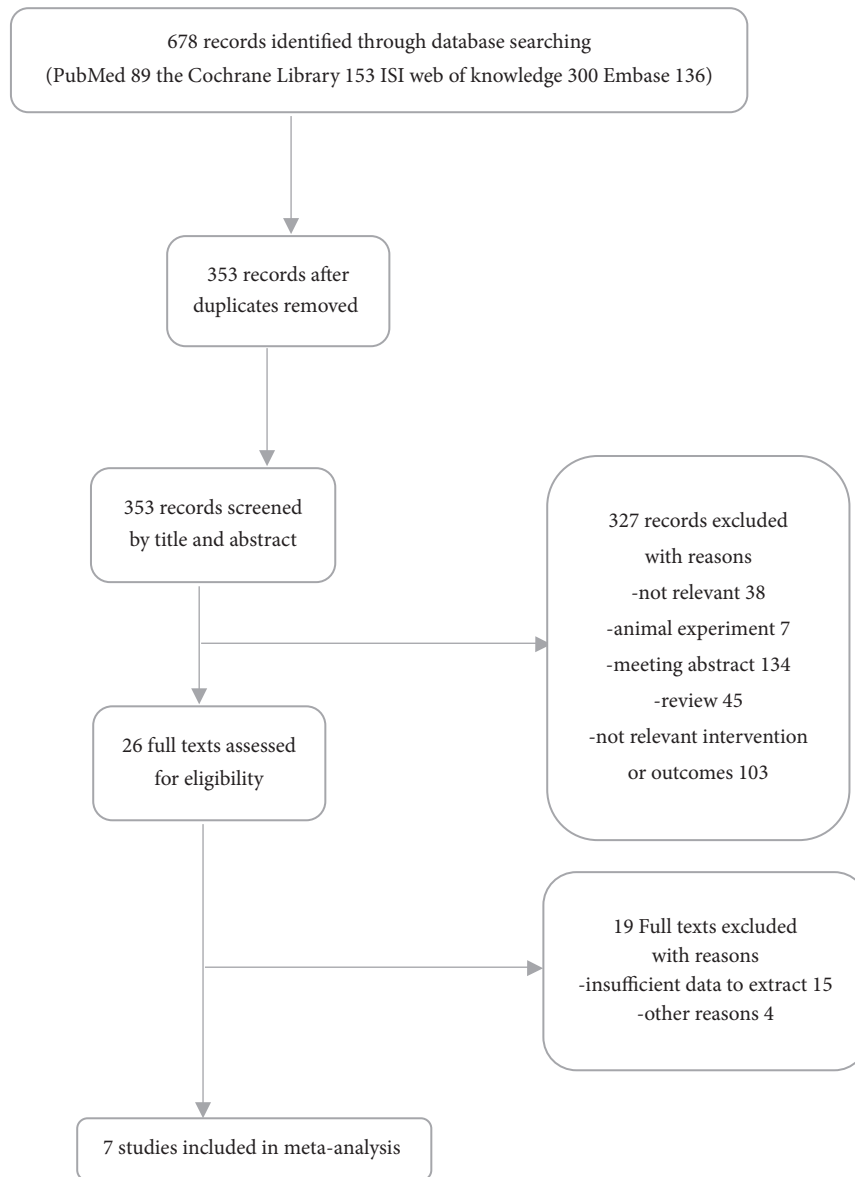 678 records identified through database searching
(PubMed 89 the Cochrane Library 153 ISI web of knowledge 300 Embase 136)
353 records after
duplicates removed
353 records screened
by title and abstract
327 records excluded
with reasons
-not relevant 38
-animal experiment 7
-meeting abstract 134
-review 45
-not relevant intervention
or outcomes 103
26 full texts assessed
for eligibility
19 Full texts excluded
with reasons
-insufficient data to extract 15
-other reasons 4
7 studies included in meta-analysis